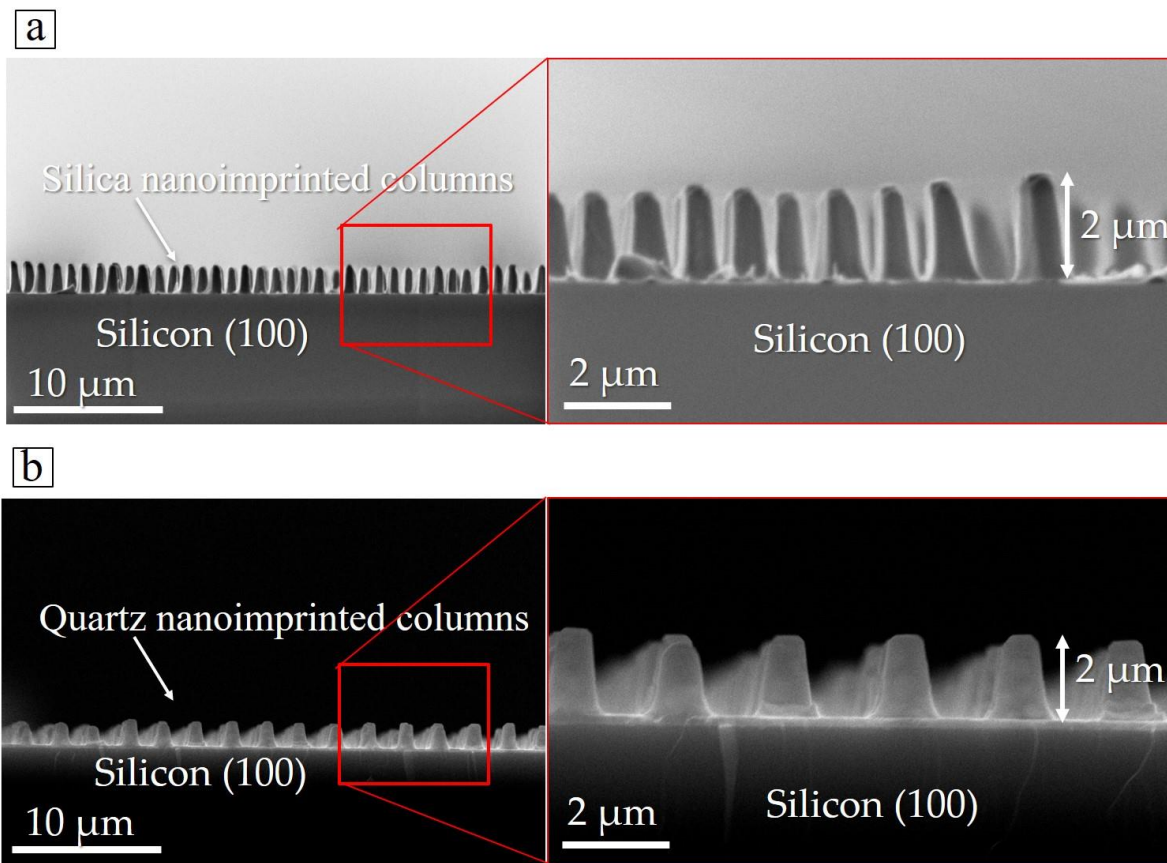 a
Silica nanoimprinted columns
Silicon (100)
10 μm
2 μm
Silicon (100)
2 μm
b
Quartz nanoimprinted columns
Silicon (100)
10 μm
2 μm
Silicon (100)
2 μm